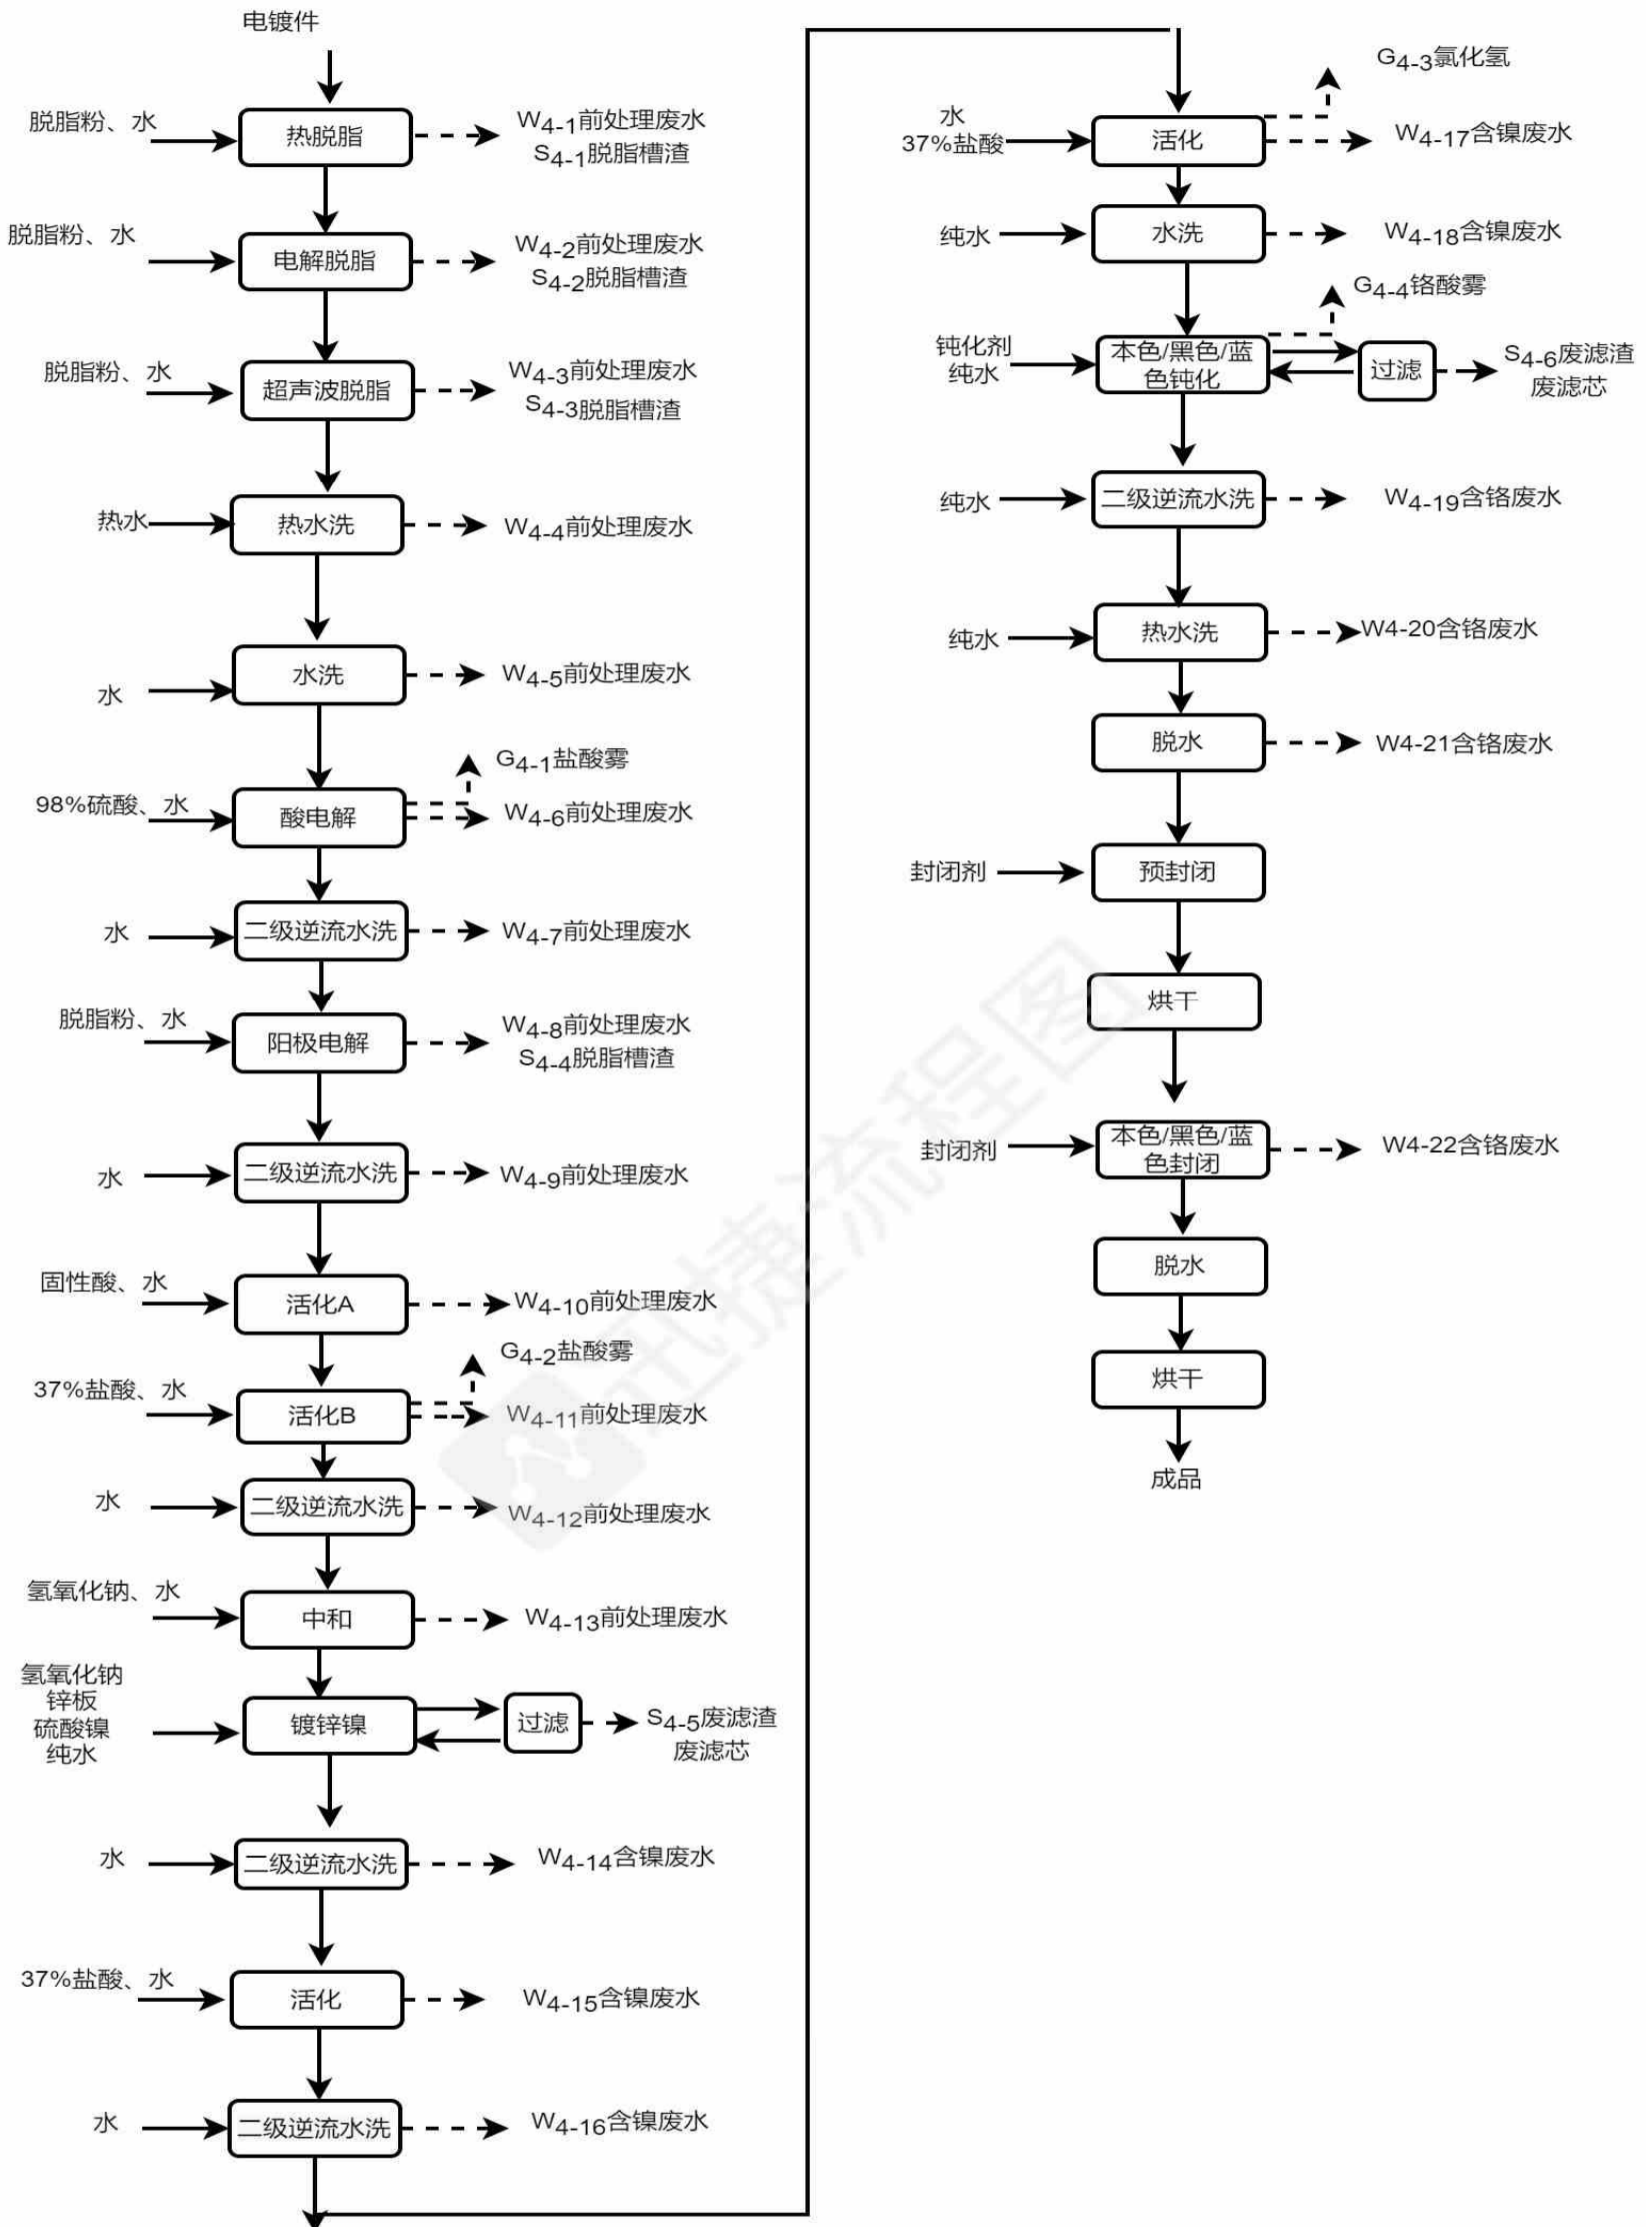 电镀件
脱脂粉、水
热脱脂
W4-1前处理废水
S4-1脱脂槽渣
脱脂粉、水
电解脱脂
W4-2前处理废水
S4-2脱脂槽渣
脱脂粉、水
超声波脱脂
W4-3前处理废水
S4-3脱脂槽渣
热水
热水洗
W4-4前处理废水
水
水洗
W4-5前处理废水
G4-1盐酸雾
98%硫酸、水
酸电解
W4-6前处理废水
水
二级逆流水洗
W4-7前处理废水
脱脂粉、水
阳极电解
W4-8前处理废水
S4-4脱脂槽渣
水
二级逆流水洗
W4-9前处理废水
固性酸、水
活化A
W4-10前处理废水
G4-2盐酸雾
37%盐酸、水
活化B
W4-11前处理废水
水
二级逆流水洗
W4-12前处理废水
氢氧化钠、水
中和
W4-13前处理废水
氢氧化钠
锌板
硫酸镍
纯水
镀锌镍
过滤
S4-5废滤渣
废滤芯
水
二级逆流水洗
W4-14含镍废水
37%盐酸、水
活化
W4-15含镍废水
水
二级逆流水洗
W4-16含镍废水
G4-3氯化氢
水
37%盐酸
活化
W4-17含镍废水
纯水
水洗
W4-18含镍废水
G4-4铬酸雾
钝化剂
纯水
本色/黑色/蓝
色钝化
过滤
S4-6废滤渣
废滤芯
纯水
二级逆流水洗
W4-19含铬废水
纯水
热水洗
W4-20含铬废水
脱水
W4-21含铬废水
封闭剂
预封闭
烘干
封闭剂
本色/黑色/蓝
色封闭
W4-22含铬废水
脱水
烘干
成品
迅捷流程图